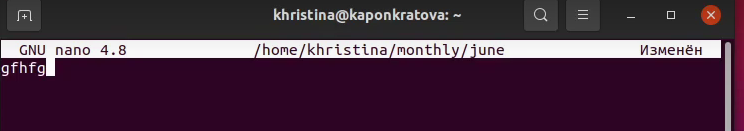 khristina@kaponkratova: ~
GNU nano 4.8 /home/khristina/monthly/june Изменён
gfhfg